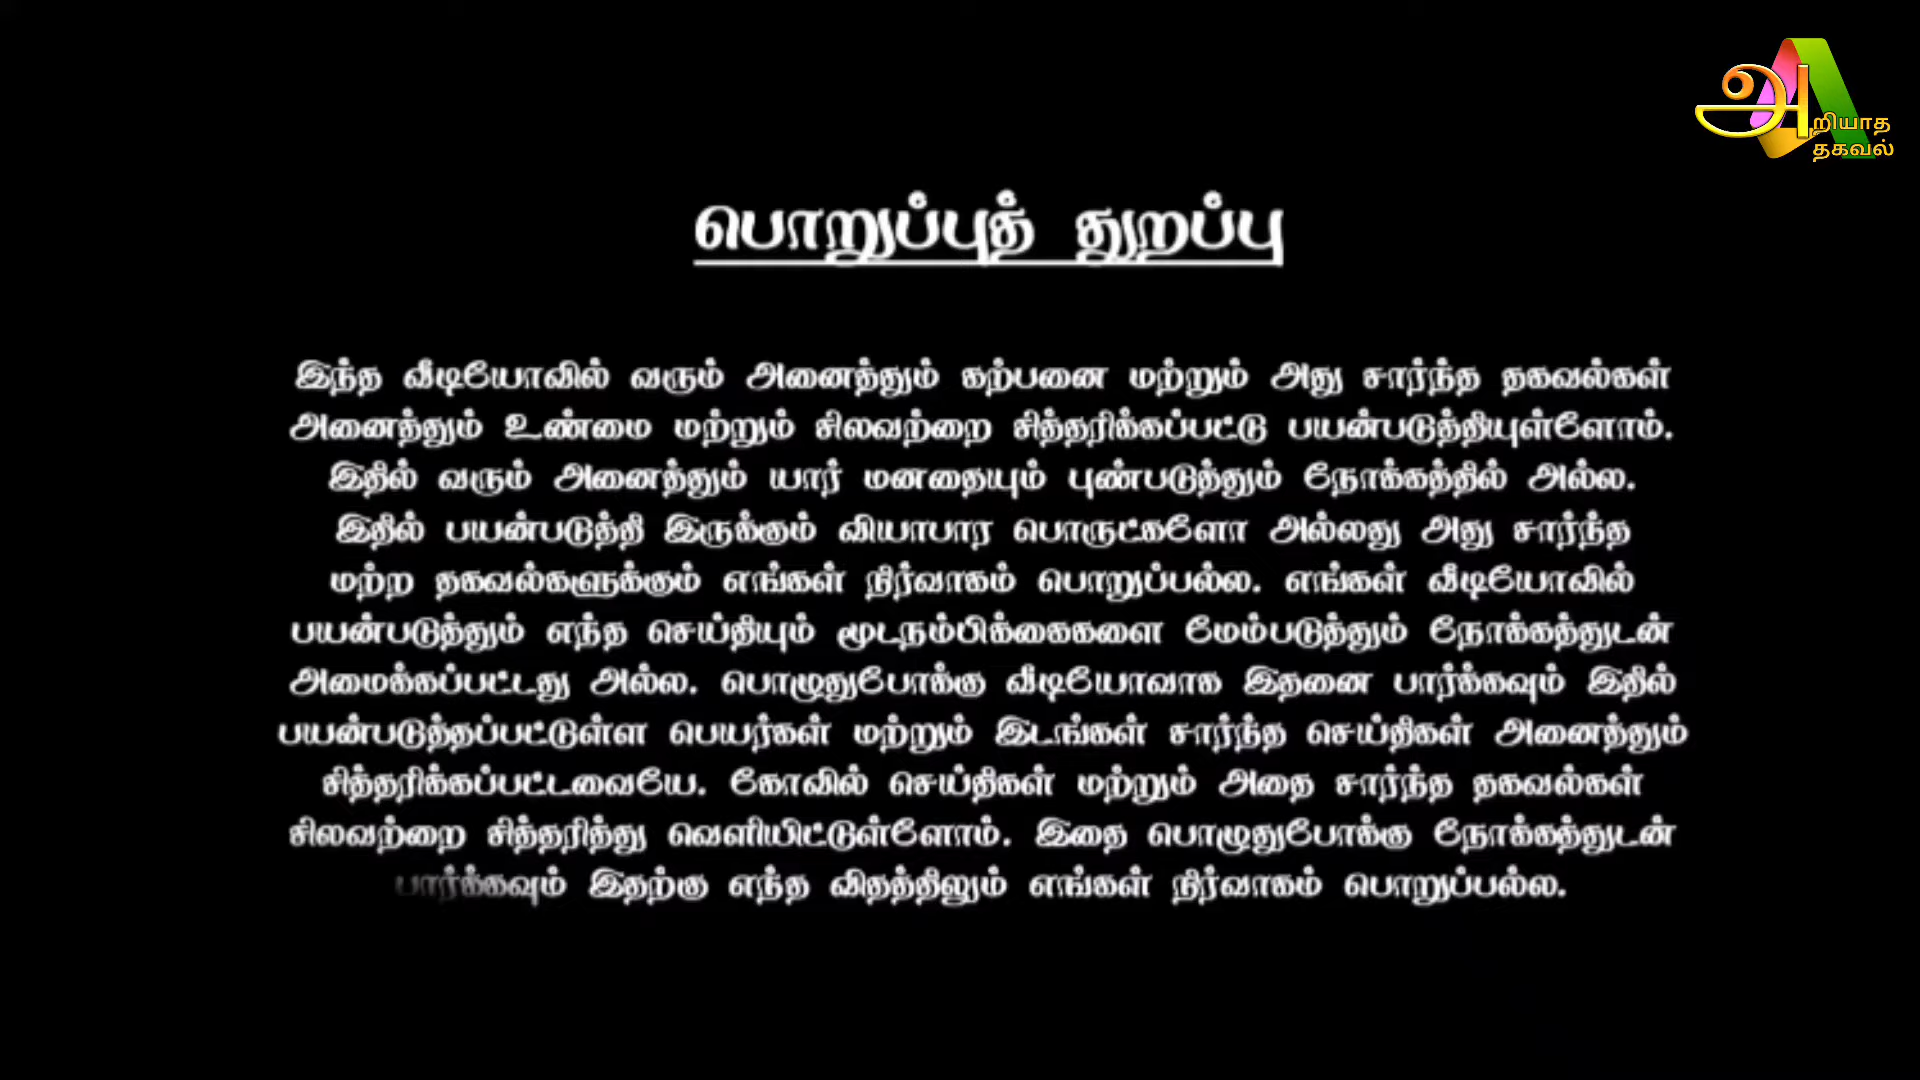 அறியாத
தகவல்
பொறுப்புத் துறப்பு
இந்த வீடியோவில் வரும் அனைத்தும் கற்பனை மற்றும் அது சார்ந்த தகவல்கள்
அனைத்தும் உண்மை மற்றும் சிலவற்றை சித்தரிக்கப்பட்டு பயன்படுத்தியுள்ளோம்.
இதில் வரும் அனைத்தும் யார் மனதையும் புண்படுத்தும் நோக்கத்தில் அல்ல.
இதில் பயன்படுத்தி இருக்கும் வியாபார பொருட்களோ அல்லது அது சார்ந்த
மற்ற தகவல்களுக்கும் எங்கள் நிர்வாகம் பொறுப்பல்ல. எங்கள் வீடியோவில்
பயன்படுத்தும் எந்த செய்தியும் மூடநம்பிக்கைகளை மேம்படுத்தும் நோக்கத்துடன்
அமைக்கப்பட்டது அல்ல. பொழுதுபோக்கு வீடியோவாக இதனை பார்க்கவும் இதில்
பயன்படுத்தப்பட்டுள்ள பெயர்கள் மற்றும் இடங்கள் சார்ந்த செய்திகள் அனைத்தும்
சித்தரிக்கப்பட்டவையே. கோவில் செய்திகள் மற்றும் அதை சார்ந்த தகவல்கள்
சிலவற்றை சித்தரித்து வெளியிட்டுள்ளோம். இதை பொழுதுபோக்கு நோக்கத்துடன்
பார்க்கவும் இதற்கு எந்த விதத்திலும் எங்கள் நிர்வாகம் பொறுப்பல்ல.